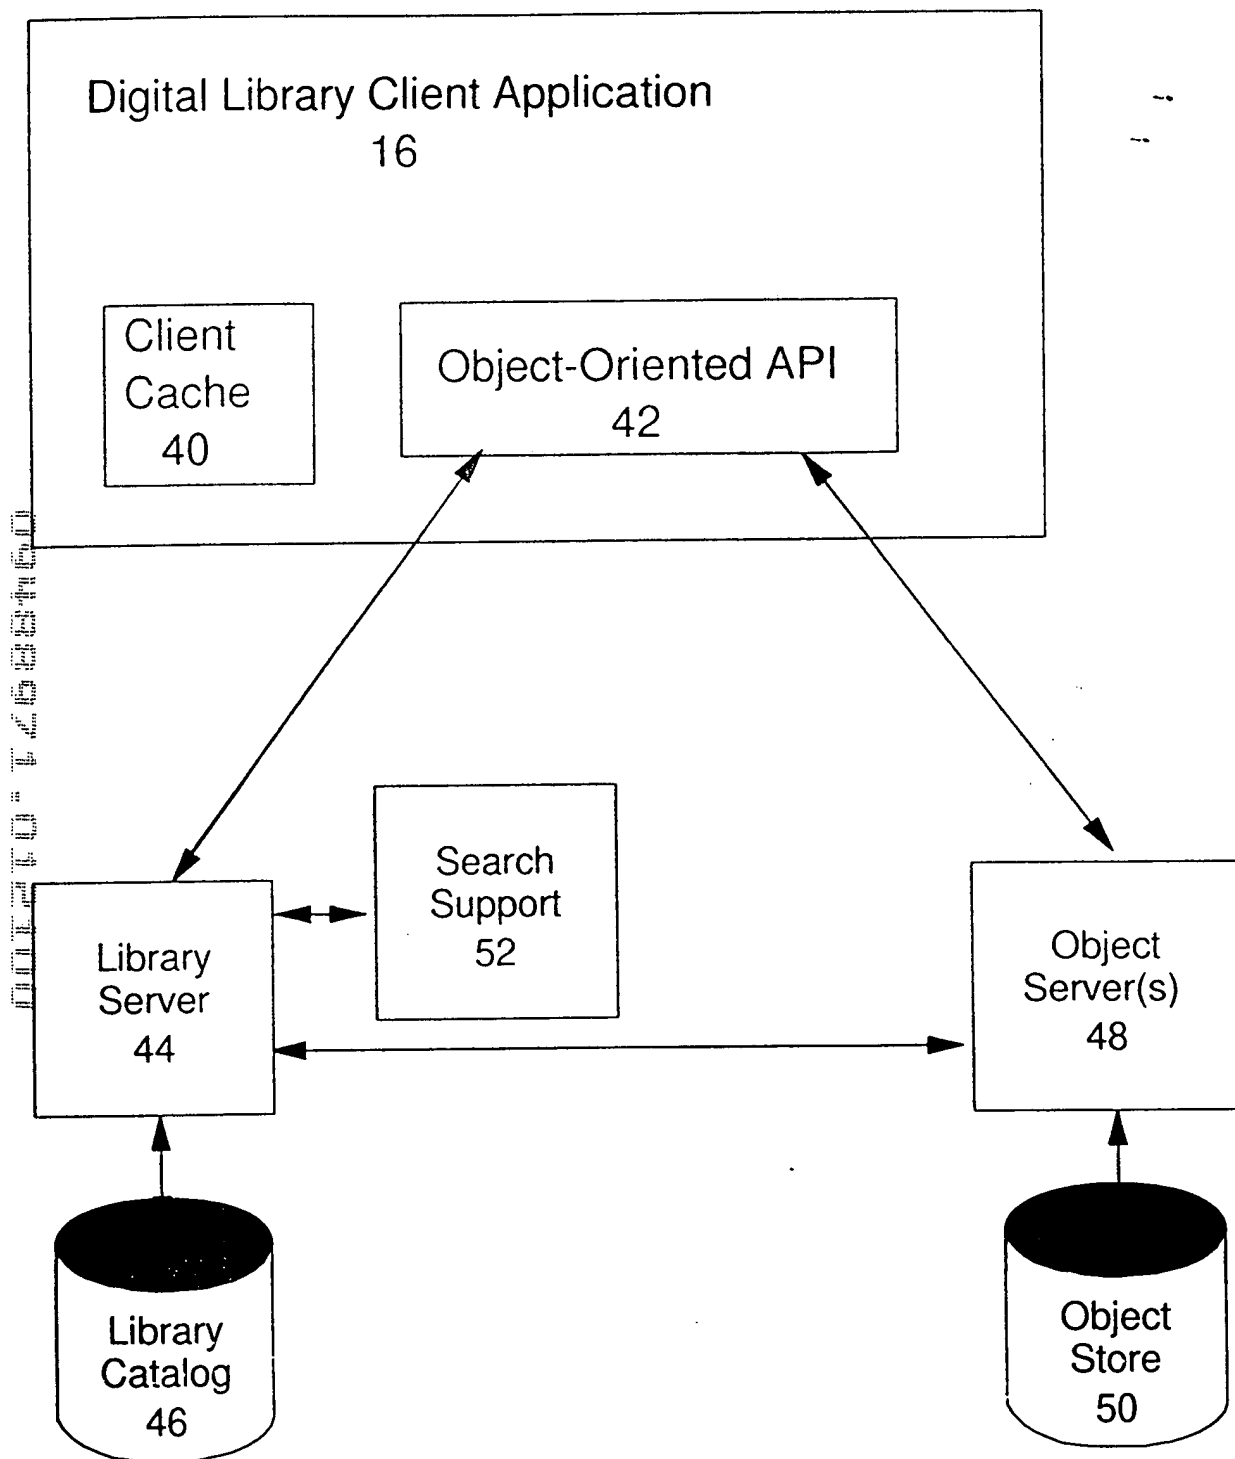 Digital Library Client Application
16
Client
Cache
40
Object-Oriented API
42
Search
Support
52
Library
Server
44
Object
Server(s)
48
Library
Catalog
46
Object
Store
50